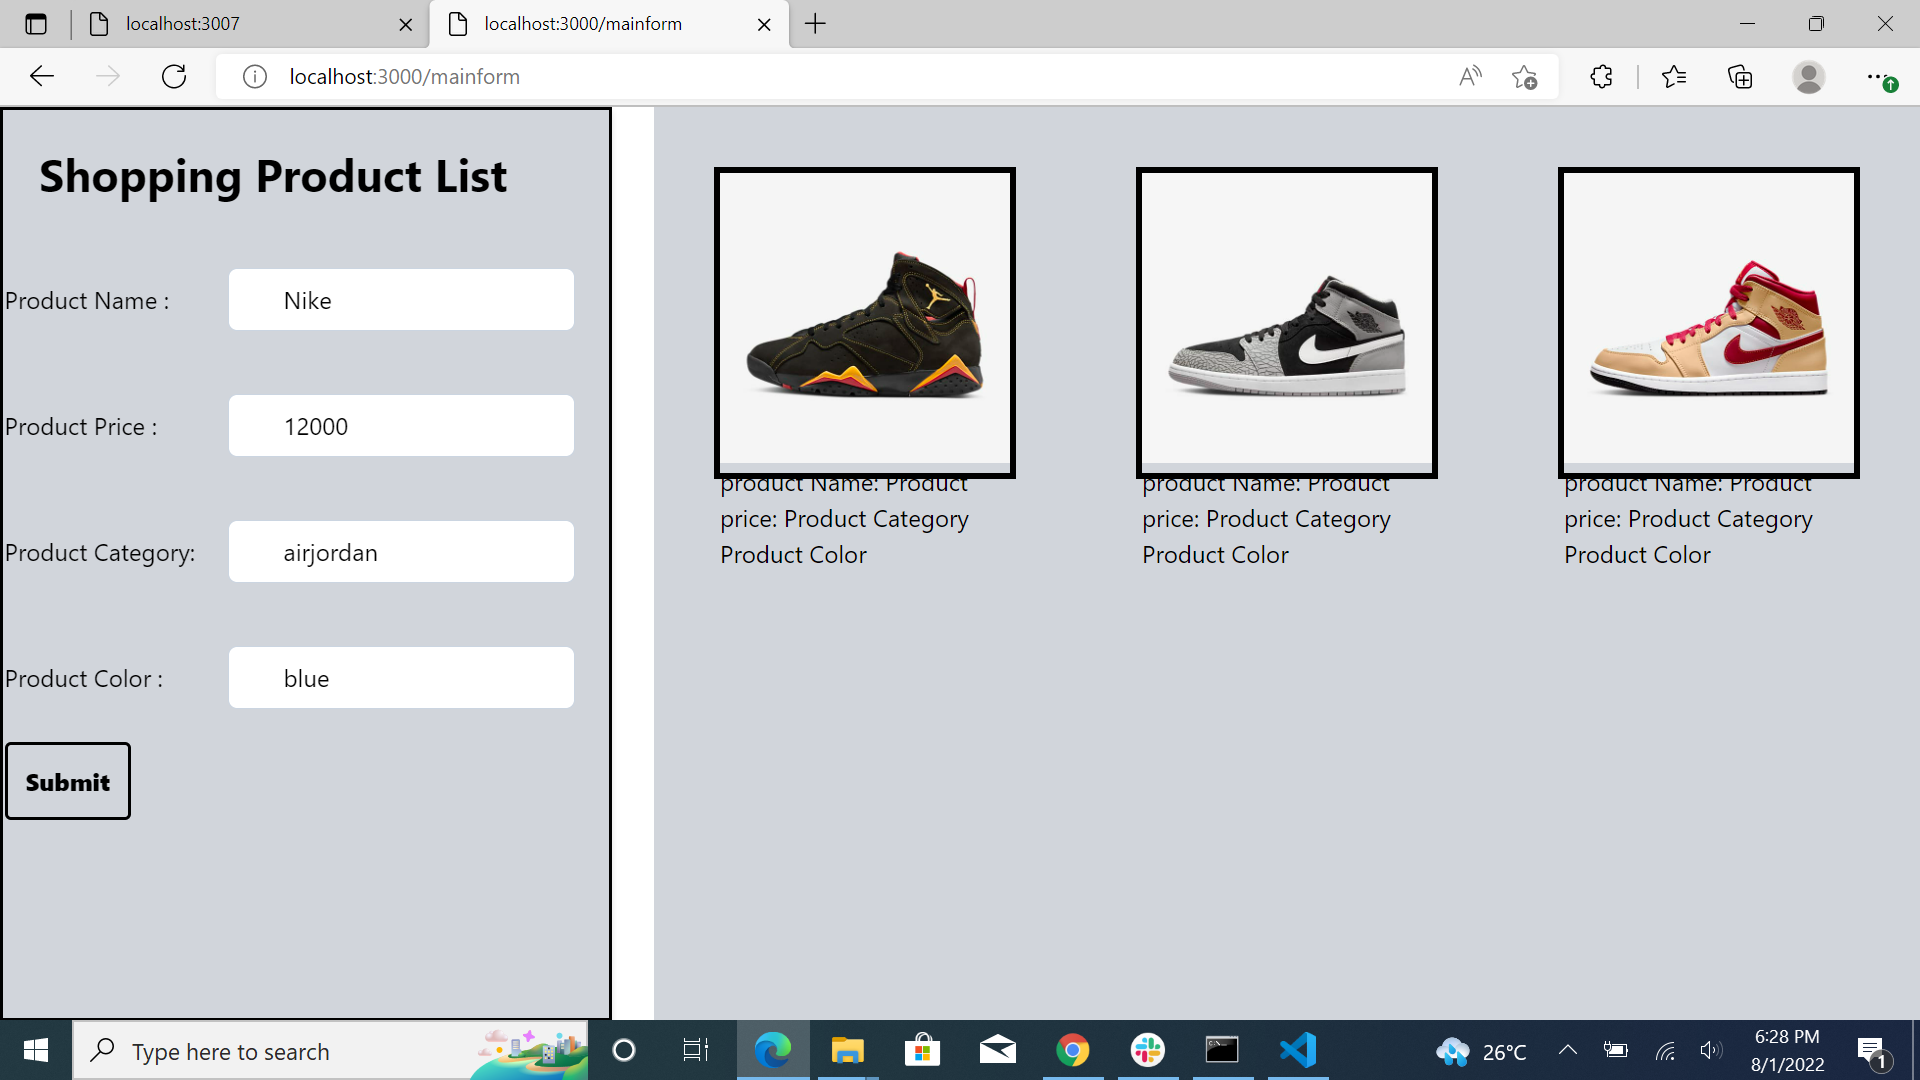 localhost:3007
localhost:3000/mainform
localhost:3000/mainform
Shopping Product List
Product Name :
Nike
Product Price :
12000
Product Category:
airjordan
Product Color :
blue
Submit
product Name: Product
price: Product Category
Product Color
product Name: Product
price: Product Category
Product Color
product Name: Product
price: Product Category
Product Color
Type here to search
26°C
6:28 PM
8/1/2022
1